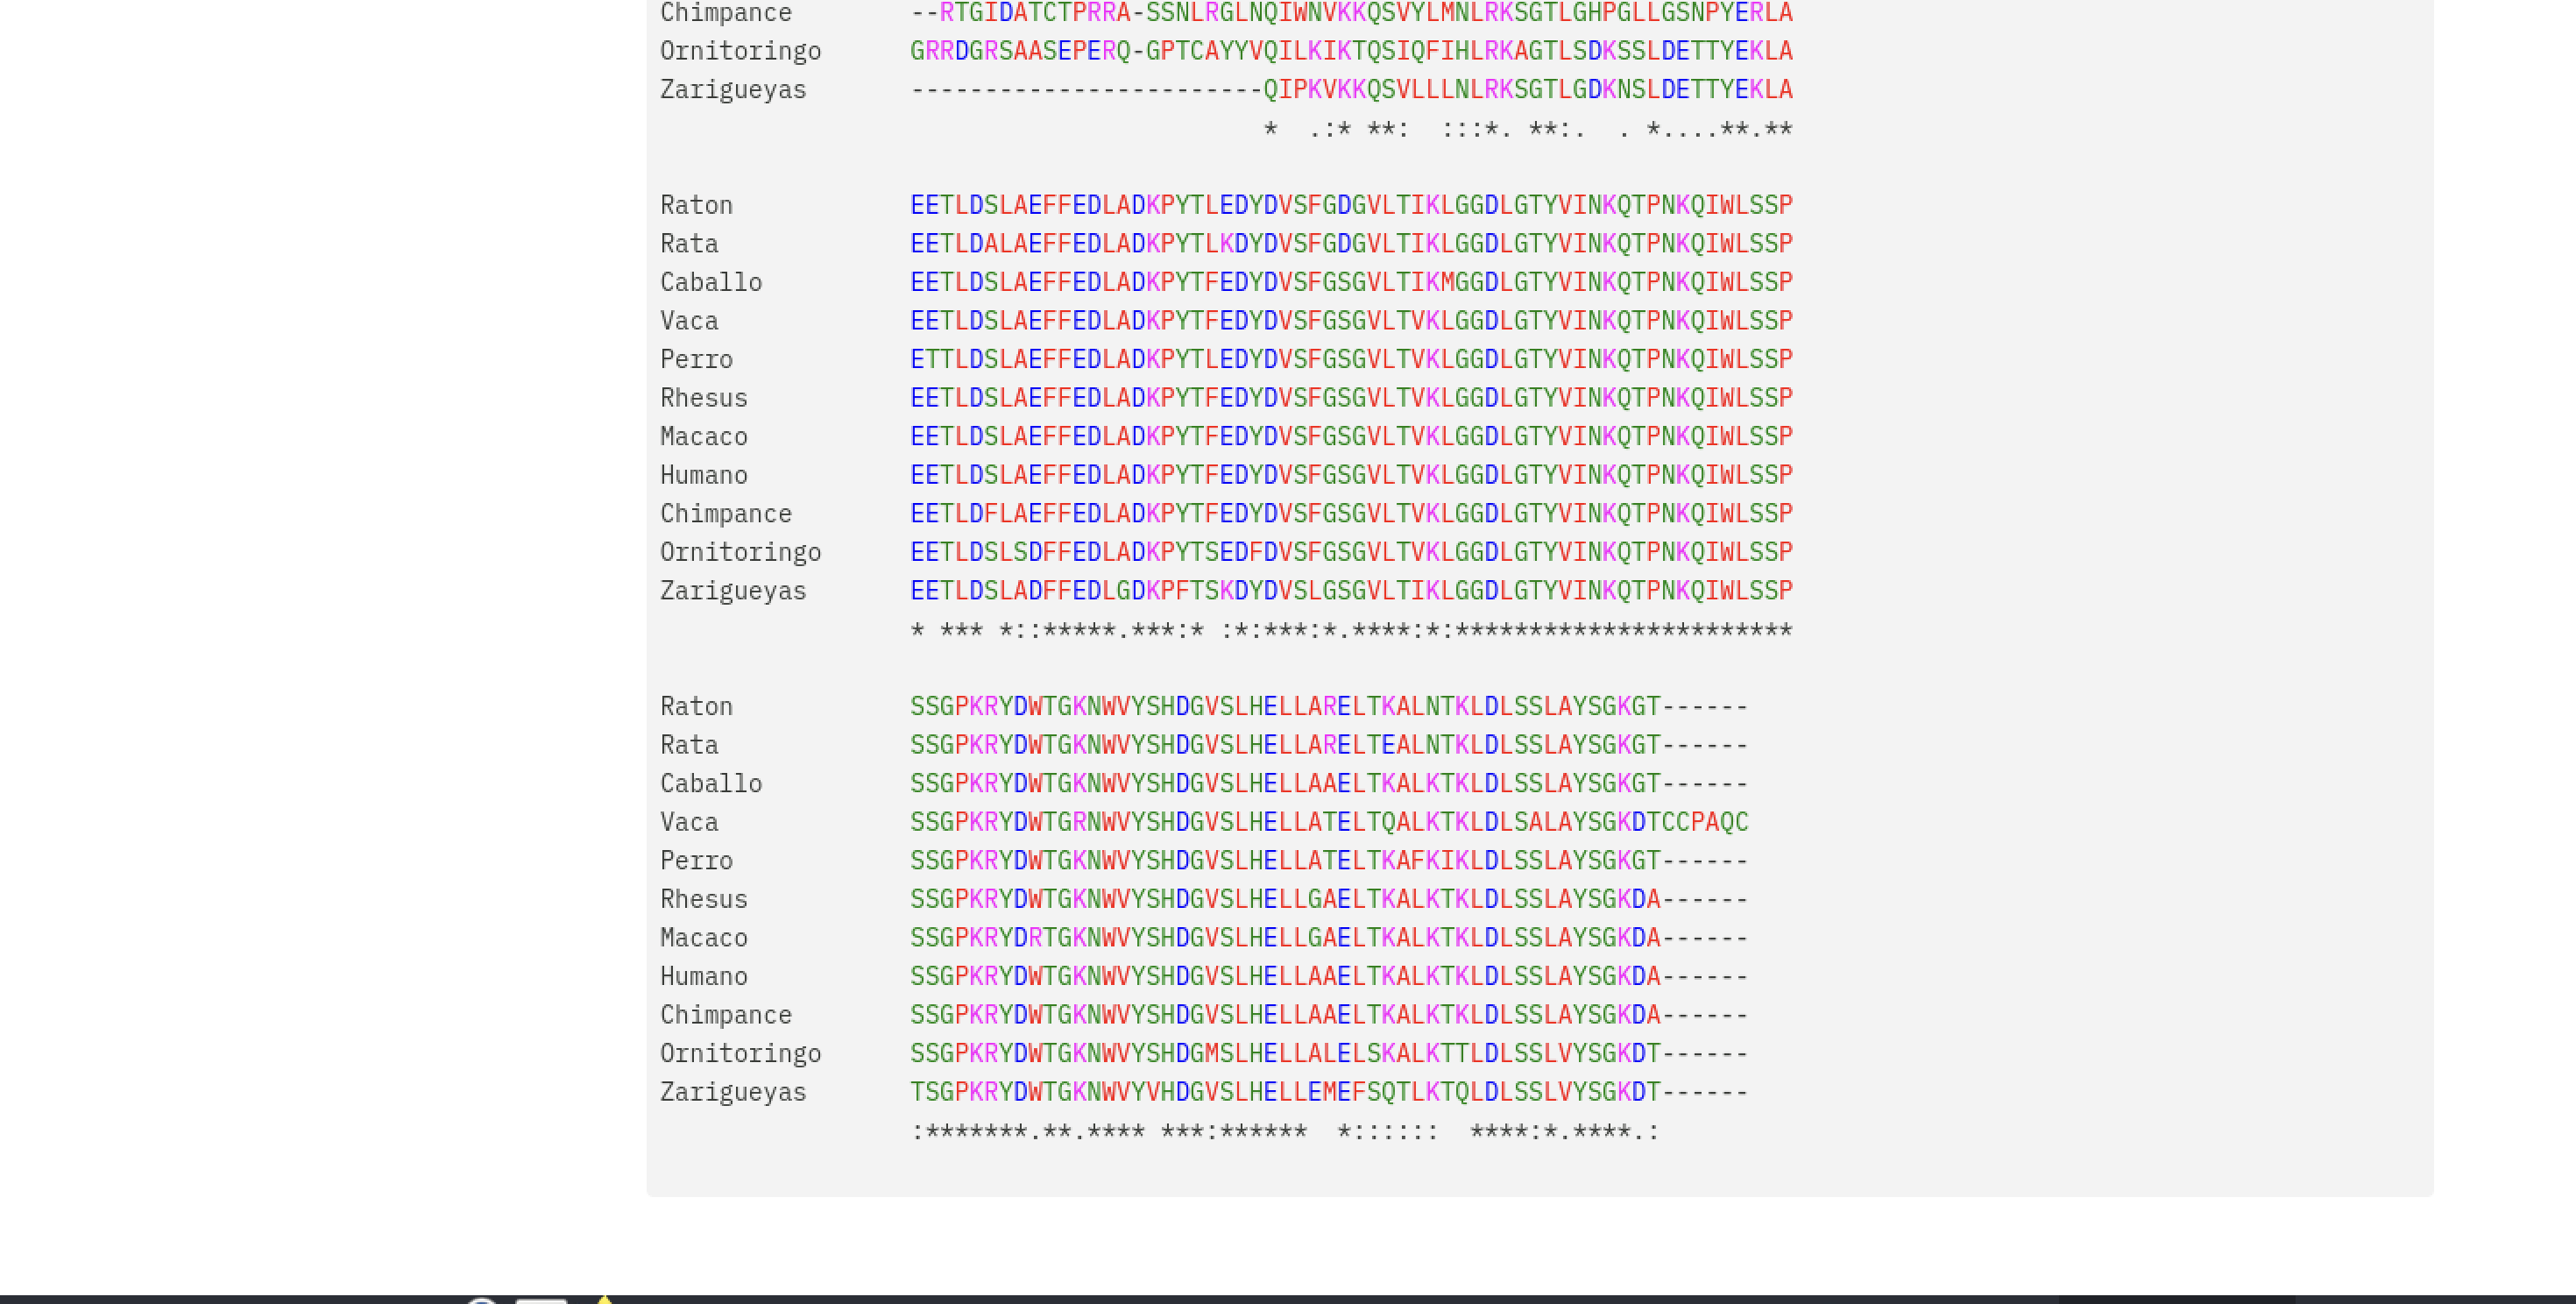 Chimpance --RTGIDATCTPRRA-SSNLRGLNQIWNVKKQSVYLMNLRKSGTLGHPGLLGSNPYERLA
Ornitoringo GRRDGRSAASEPERQ-GPTCAYYVQILKIKTQSIQFIHLRKAGTLSDKSSLDETTYEKLA
Zarigueyas ------------------------QIPKVKKQSVLLLNLRKSGTLGDKNSLDETTYEKLA
*  .:* **:  :::*. **:.  . *....**.**
Raton EETLDSLAEFFEDLADKPYTLEDYDVSFGDGVLTIKLGGDLGTYVINKQTPNKQIWLSSP
Rata EETLDALAEFFEDLADKPYTLKDYDVSFGDGVLTIKLGGDLGTYVINKQTPNKQIWLSSP
Caballo EETLDSLAEFFEDLADKPYTFEDYDVSFGSGVLTIKMGGDLGTYVINKQTPNKQIWLSSP
Vaca EETLDSLAEFFEDLADKPYTFEDYDVSFGSGVLTVKLGGDLGTYVINKQTPNKQIWLSSP
Perro ETTLDSLAEFFEDLADKPYTLEDYDVSFGSGVLTVKLGGDLGTYVINKQTPNKQIWLSSP
Rhesus EETLDSLAEFFEDLADKPYTFEDYDVSFGSGVLTVKLGGDLGTYVINKQTPNKQIWLSSP
Macaco EETLDSLAEFFEDLADKPYTFEDYDVSFGSGVLTVKLGGDLGTYVINKQTPNKQIWLSSP
Humano EETLDSLAEFFEDLADKPYTFEDYDVSFGSGVLTVKLGGDLGTYVINKQTPNKQIWLSSP
Chimpance EETLDFLAEFFEDLADKPYTFEDYDVSFGSGVLTVKLGGDLGTYVINKQTPNKQIWLSSP
Ornitoringo EETLDSLSDFFEDLADKPYTSEDFDVSFGSGVLTVKLGGDLGTYVINKQTPNKQIWLSSP
Zarigueyas EETLDSLADFFEDLGDKPFTSKDYDVSLGSGVLTIKLGGDLGTYVINKQTPNKQIWLSSP
* *** *::*****.***:* :*:***:*.****:*:***********************
Raton SSGPKRYDWTGKNWVYSHDGVSLHELLARELTKALNTKLDLSSLAYSGKGT------
Rata SSGPKRYDWTGKNWVYSHDGVSLHELLARELTEALNTKLDLSSLAYSGKGT------
Caballo SSGPKRYDWTGKNWVYSHDGVSLHELLAAELTKALKTKLDLSSLAYSGKGT------
Vaca SSGPKRYDWTGRNWVYSHDGVSLHELLATELTQALKTKLDLSALAYSGKDTCCPAQC
Perro SSGPKRYDWTGKNWVYSHDGVSLHELLATELTKAFKIKLDLSSLAYSGKGT------
Rhesus SSGPKRYDWTGKNWVYSHDGVSLHELLGAELTKALKTKLDLSSLAYSGKDA------
Macaco SSGPKRYDRTGKNWVYSHDGVSLHELLGAELTKALKTKLDLSSLAYSGKDA------
Humano SSGPKRYDWTGKNWVYSHDGVSLHELLAAELTKALKTKLDLSSLAYSGKDA------
Chimpance SSGPKRYDWTGKNWVYSHDGVSLHELLAAELTKALKTKLDLSSLAYSGKDA------
Ornitoringo SSGPKRYDWTGKNWVYSHDGMSLHELLALELSKALKTTLDLSSLVYSGKDT------
Zarigueyas TSGPKRYDWTGKNWVYVHDGVSLHELLEMEFSQTLKTQLDLSSLVYSGKDT------
:*******.**.**** ***:******  *::::::  ****:*.****.: